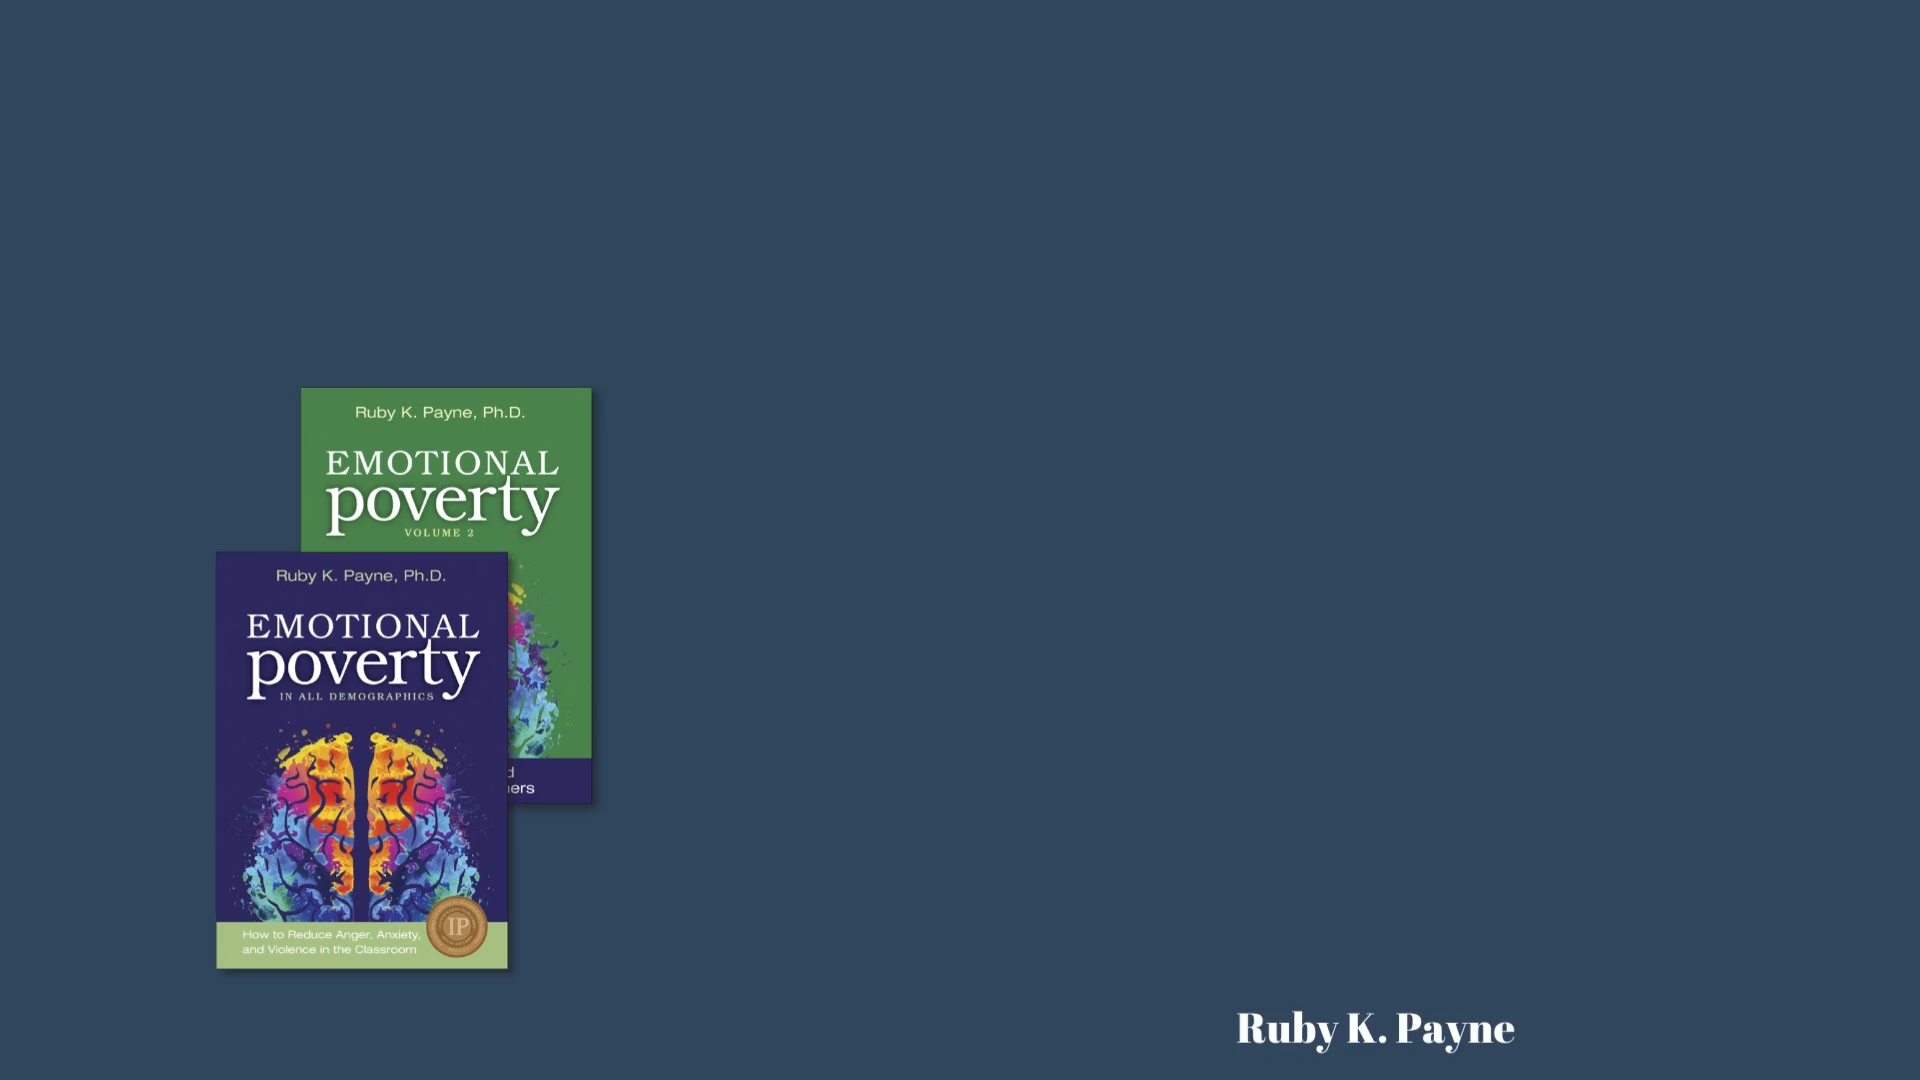 Ruby K. Payne, Ph.D.
EMOTIONAL
poverty
VOLUME 2
Ruby K. Payne, Ph.D.
EMOTIONAL
poverty
IN ALL DEMOGRAPHICS
How to Reduce Anger, Anxiety,
and Violence in the Classroom
IP
Ruby K. Payne